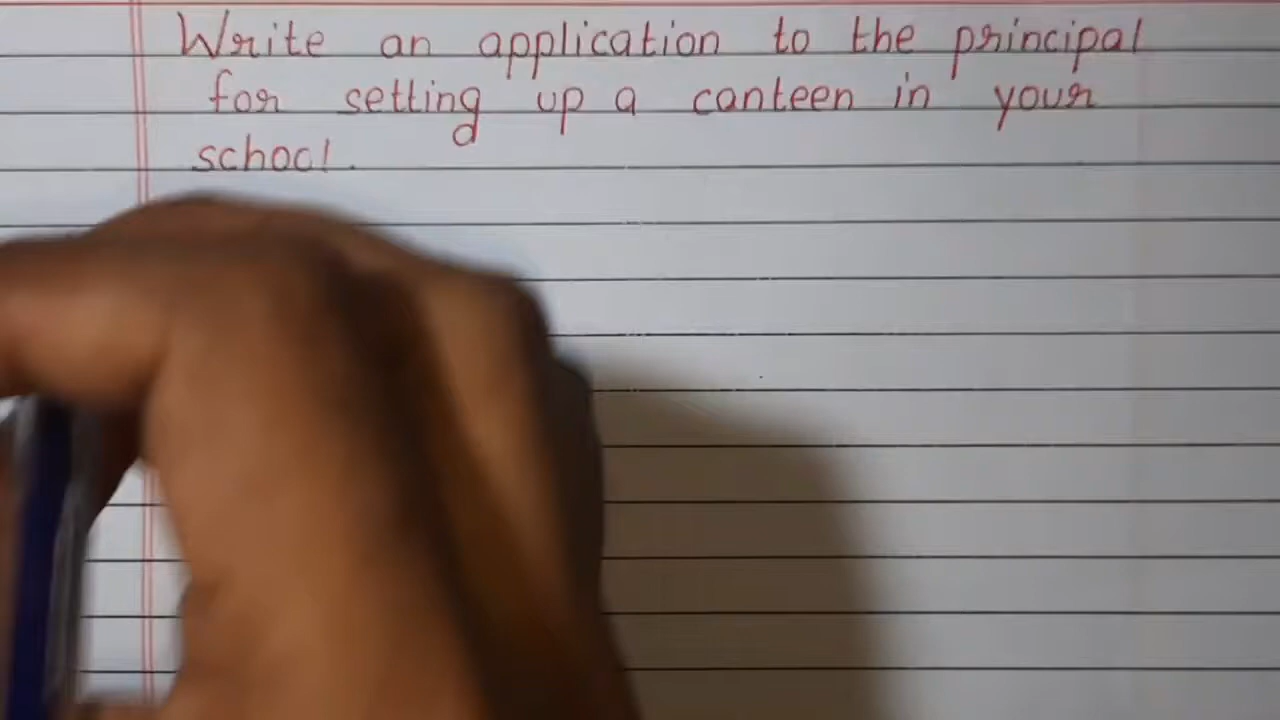 Write an application to the principal
for setting up a canteen in your
school.